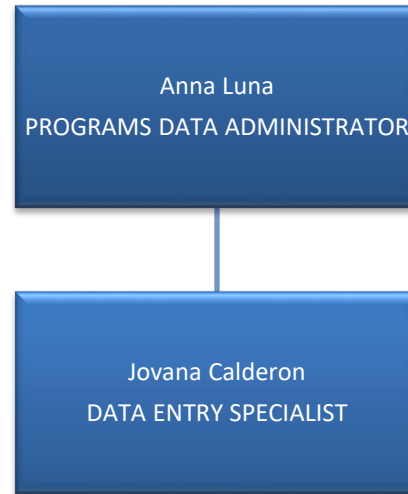 Anna Luna
PROGRAMS DATA ADMINISTRATOR
Jovana Calderon
DATA ENTRY SPECIALIST